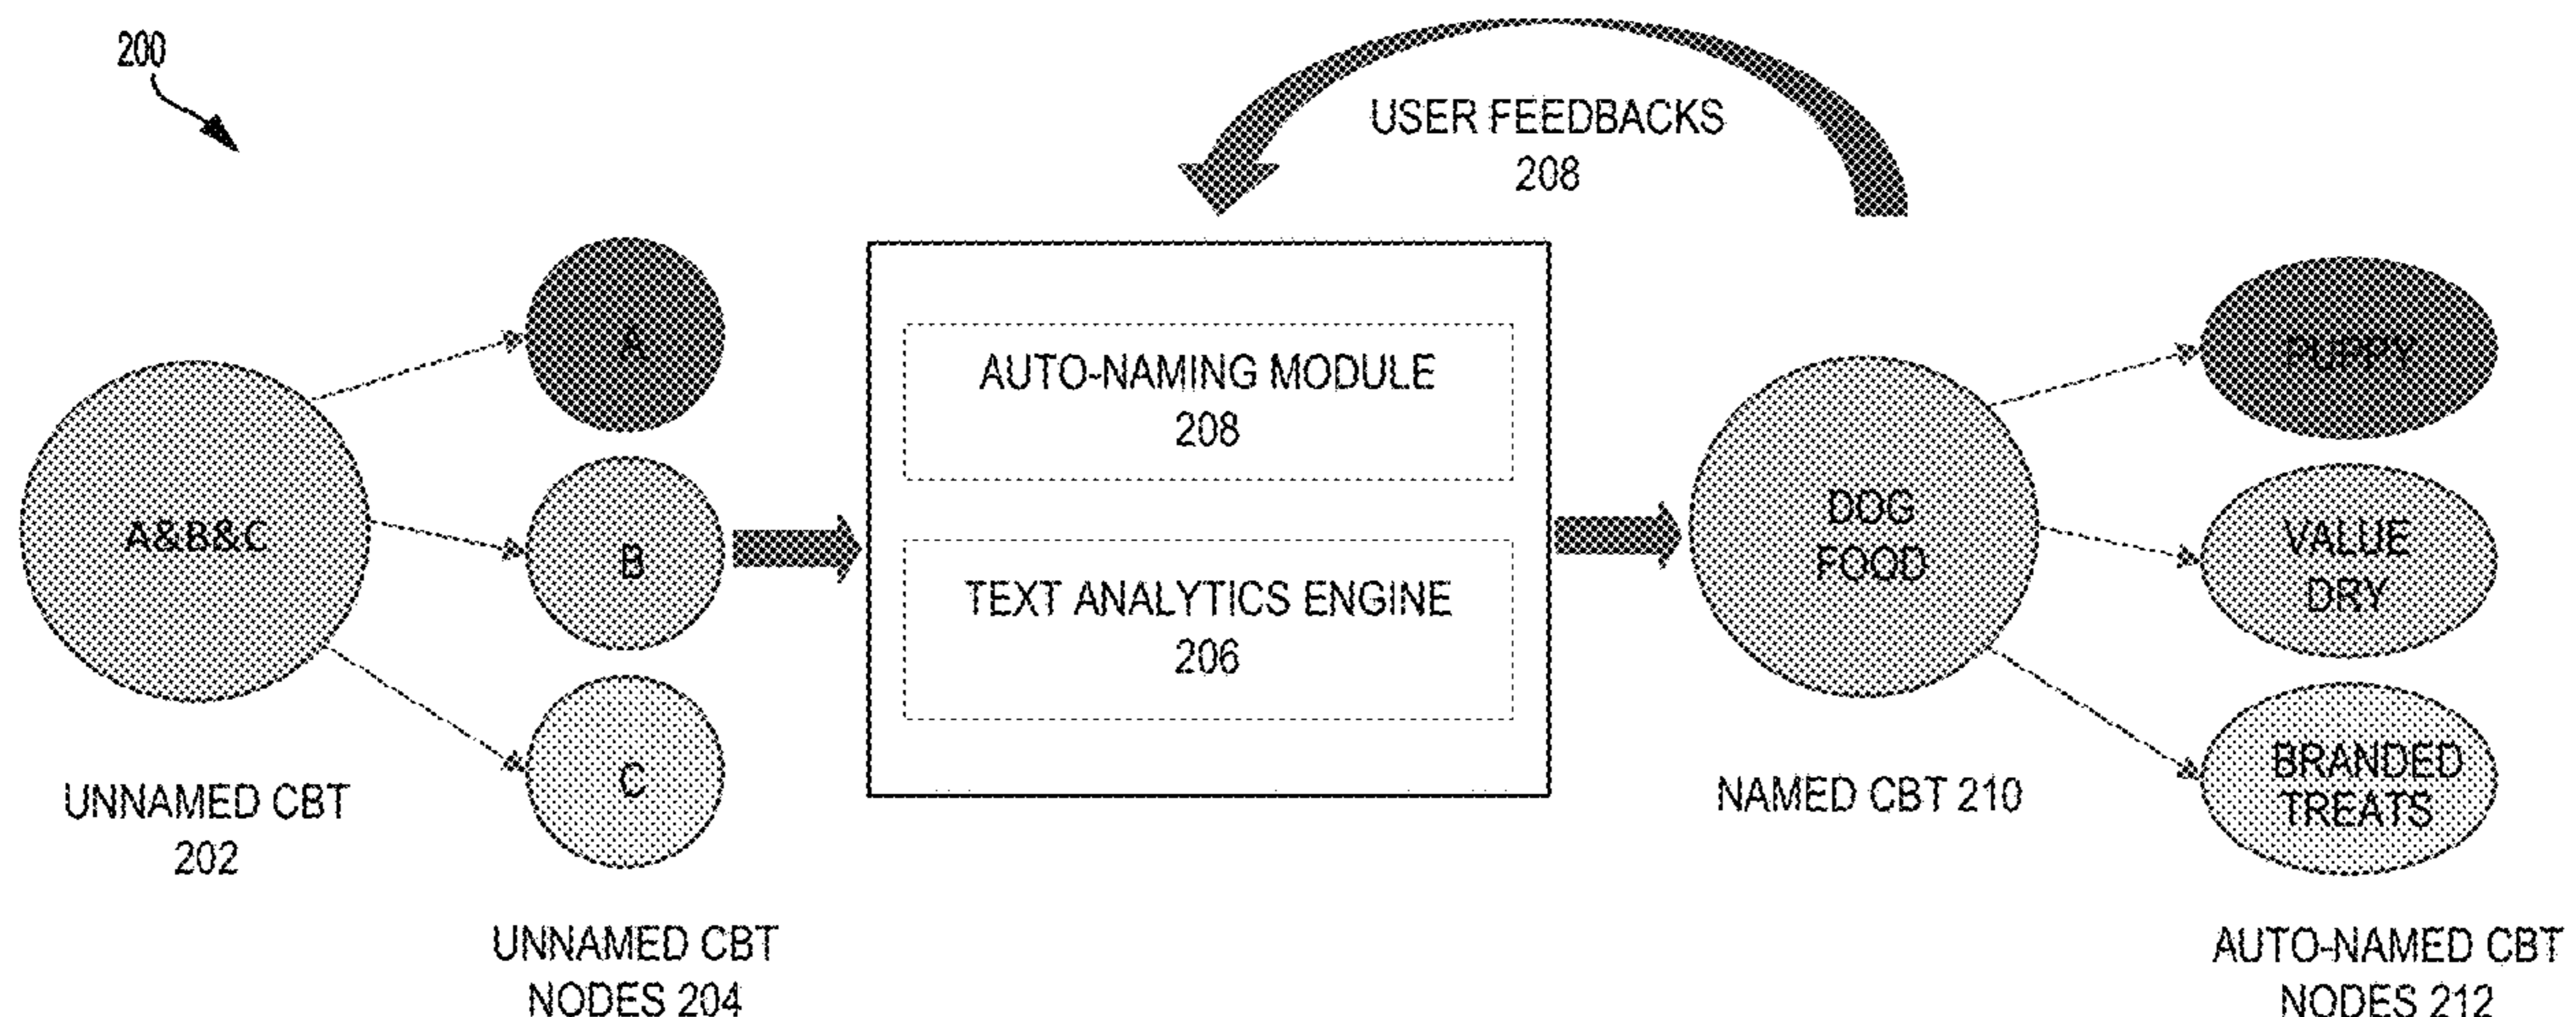 200
USER FEEDBACKS
208
A
A&B&C
B
C
UNNAMED CBT
202
UNNAMED CBT
NODES 204
AUTO-NAMING MODULE
208
TEXT ANALYTICS ENGINE
206
DOG
FOOD
NAMED CBT 210
PUPPY
VALUE
DRY
BRANDED
TREATS
AUTO-NAMED CBT
NODES 212